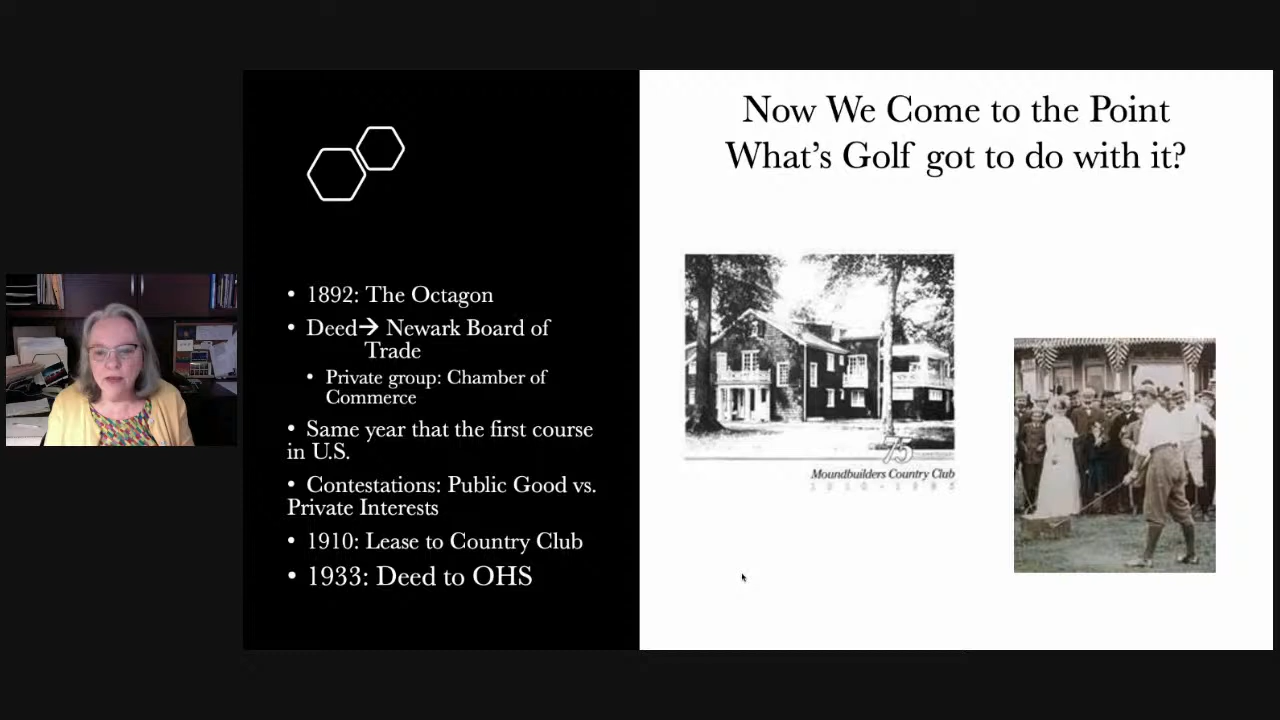 Now We Come to the Point
What's Golf got to do with it?
• 1892: The Octagon
• Deed→ Newark Board of
Trade
• Private group: Chamber of
Commerce
• Same year that the first course
in U.S.
• Contestations: Public Good vs.
Private Interests
• 1910: Lease to Country Club
• 1933: Deed to OHS
75
Moundbuilders Country Club